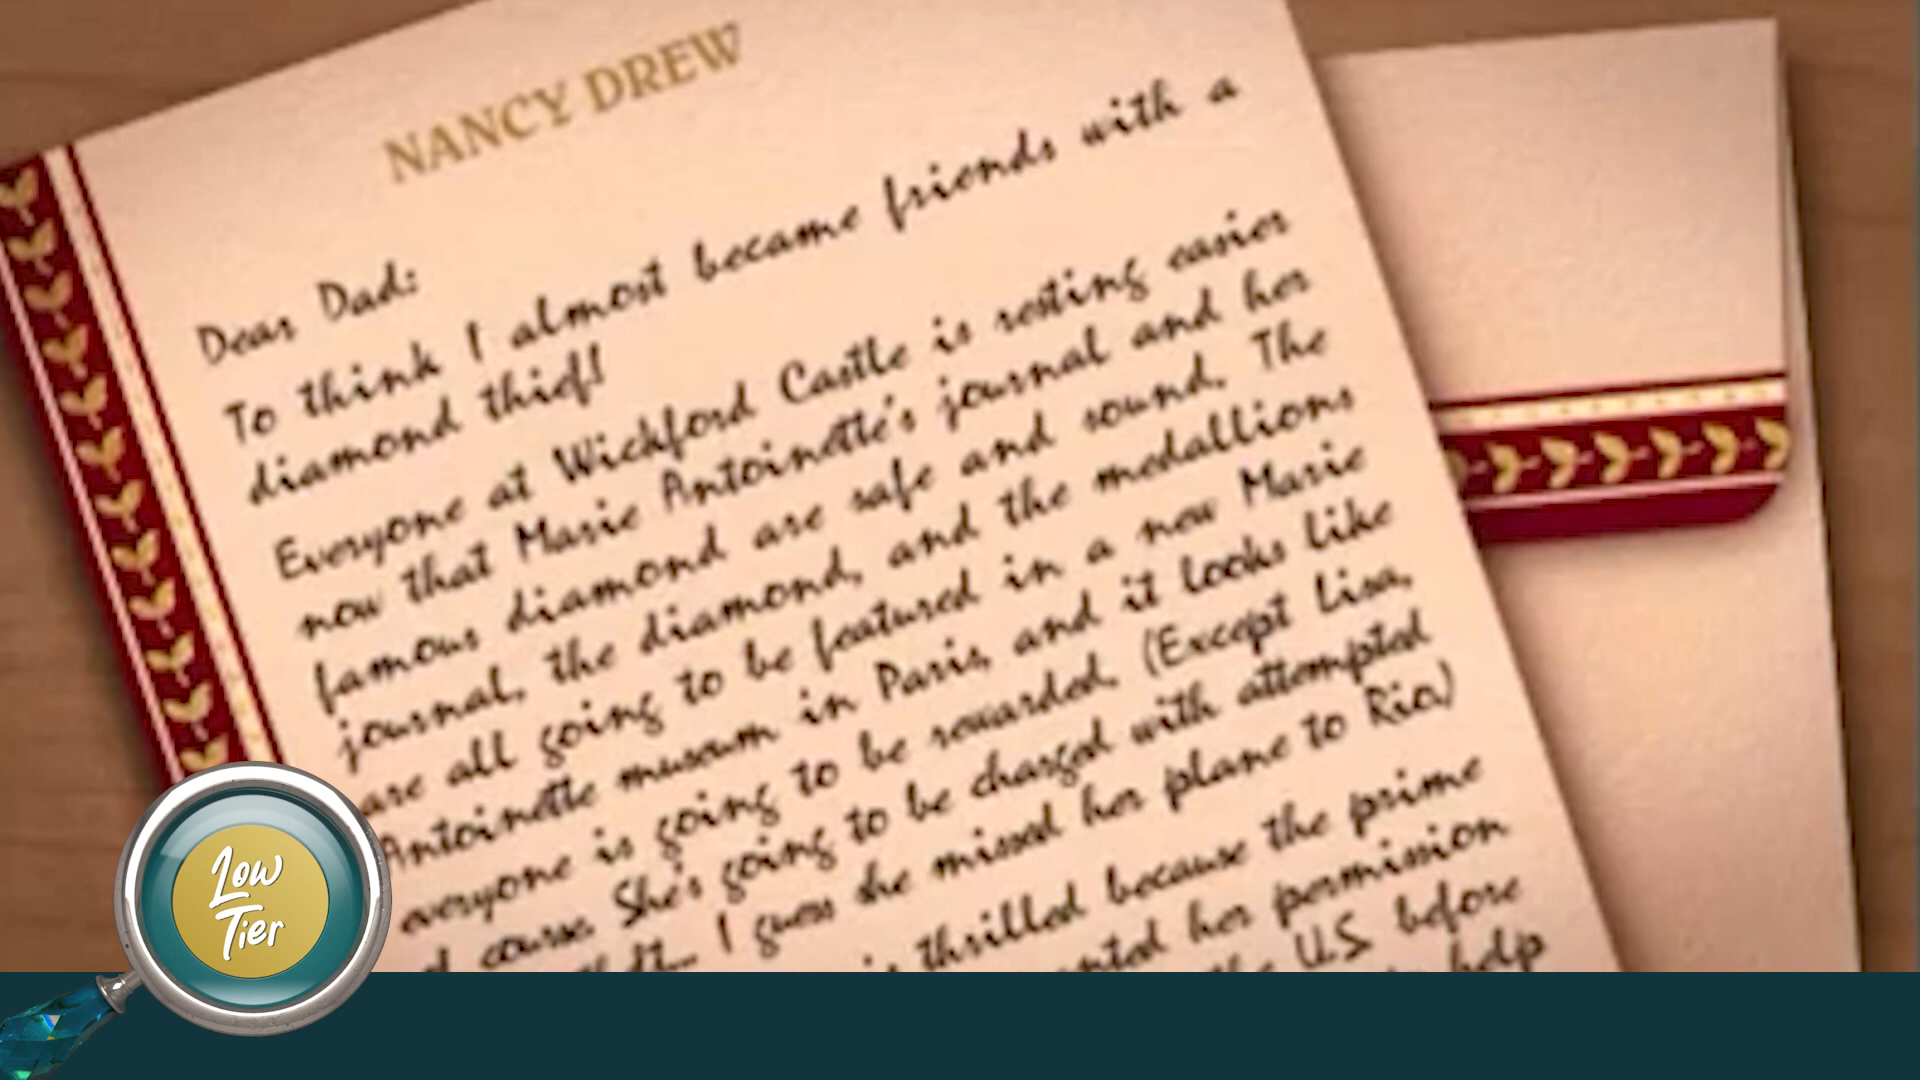 NANCY DREW
Dear Dad:
To think I almost became friends with a
diamond thief!
Everyone at Wickford Castle is resting easier
now that Marie Antoinette's journal and her
famous diamond are safe and sound. The
journal, the diamond, and the medallions
are all going to be featured in a new Marie
Antoinette museum in Paris, and it looks like
everyone is going to be rewarded. (Except Lisa,
of course. She's going to be charged with attempted
I guess she missed her plane to Rio.)
thrilled because the prime
her permission
U.S. before
help
Low
Tier